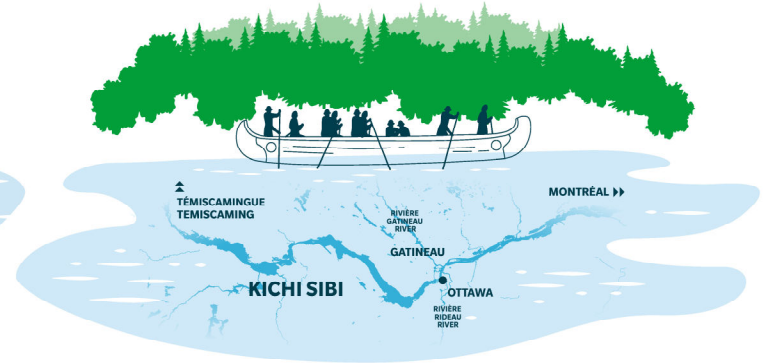 TÉMISCAMINGUE
TEMISCAMING
MONTRÉAL
RIVIÈRE
GATINEAU
RIVER
GATINEAU
KICHI SIBI
OTTAWA
RIVIÈRE
RIDEAU
RIVER